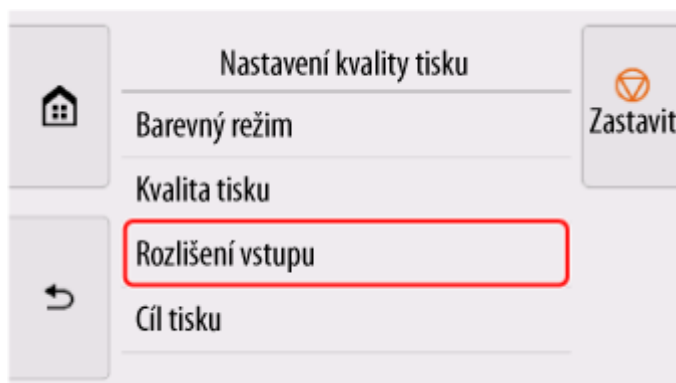 Nastavení kvality tisku
Barevný režim
Zastavit
Kvalita tisku
Rozlišení vstupu
Cíl tisku